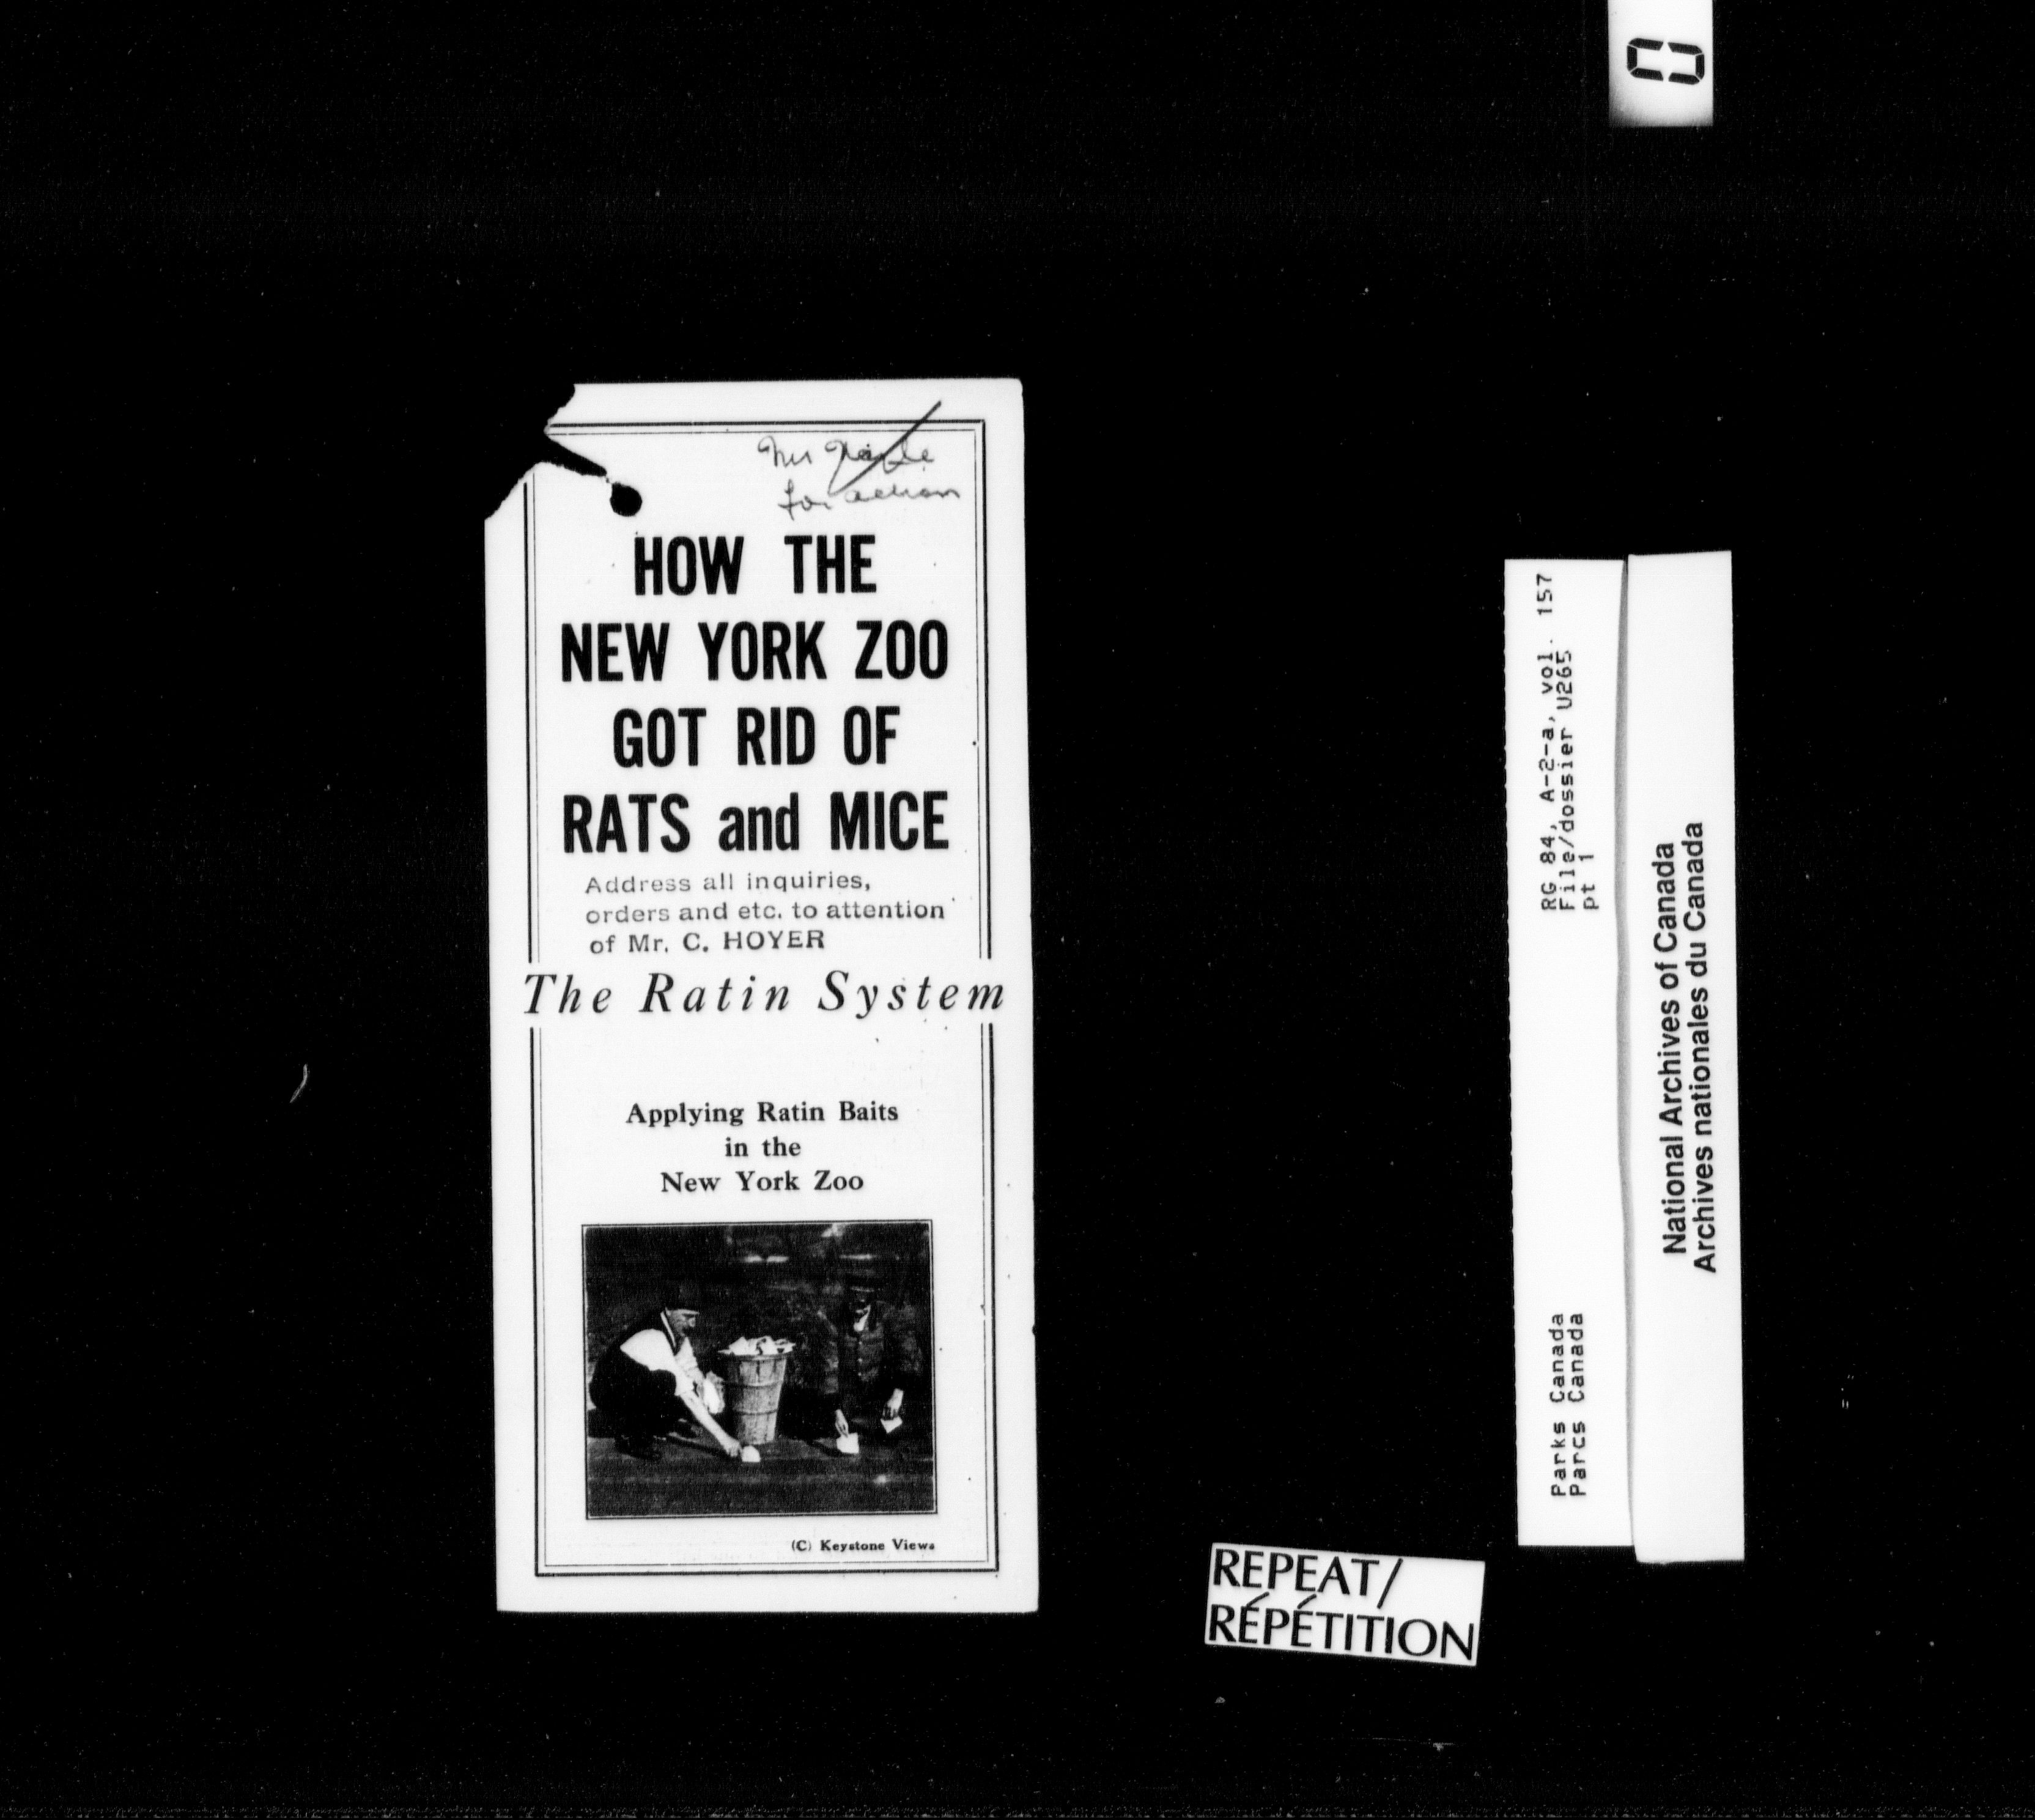 for action
HOW THE
NEW YORK ZOO
GOT RID OF
RATS and MICE
Address all inquiries,
orders and etc. to attention
of Mr. C. HOYER
The Ratin System
Applying Ratin Baits
in the
New York Zoo
(C) Keystone Views
REPEAT/
RÉPÉTITION
RG 84, A-2-a, vol. 157
File/dossier U265
pt 1
Parks Canada
Parcs Canada
National Archives of Canada
Archives nationales du Canada
0